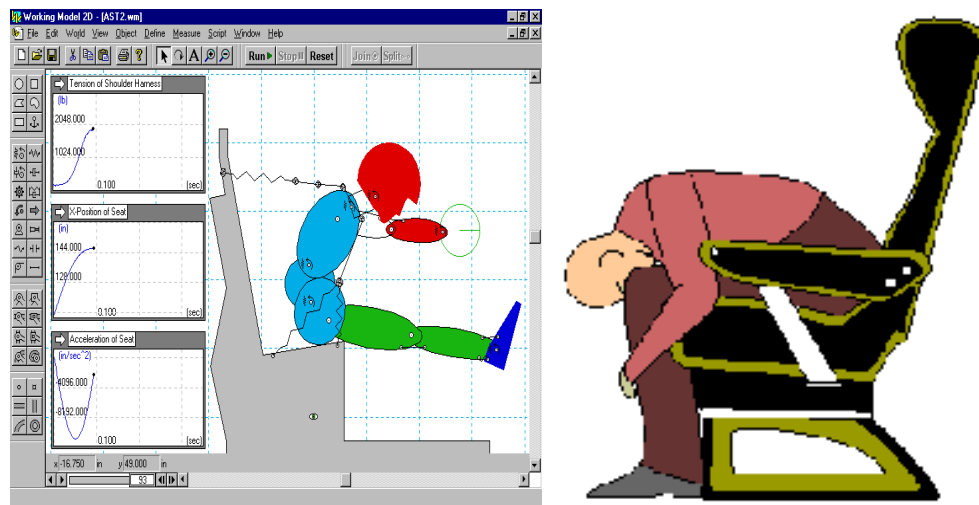 Working Model 2D - [AST2.wm]
File Edit World View Object Define Measure Script Window Help
Run Stop Reset Join Split
Tension of Shoulder Harness
(lb)
2048.000
1024.000
0.100 (sec)
X-Position of Seat
(in)
144.000
128.000
0.100 (sec)
Acceleration of Seat
(in/sec^2)
-4096.000
-8192.000
0.100 (sec)
x -16.750 in y 49.000 in
93